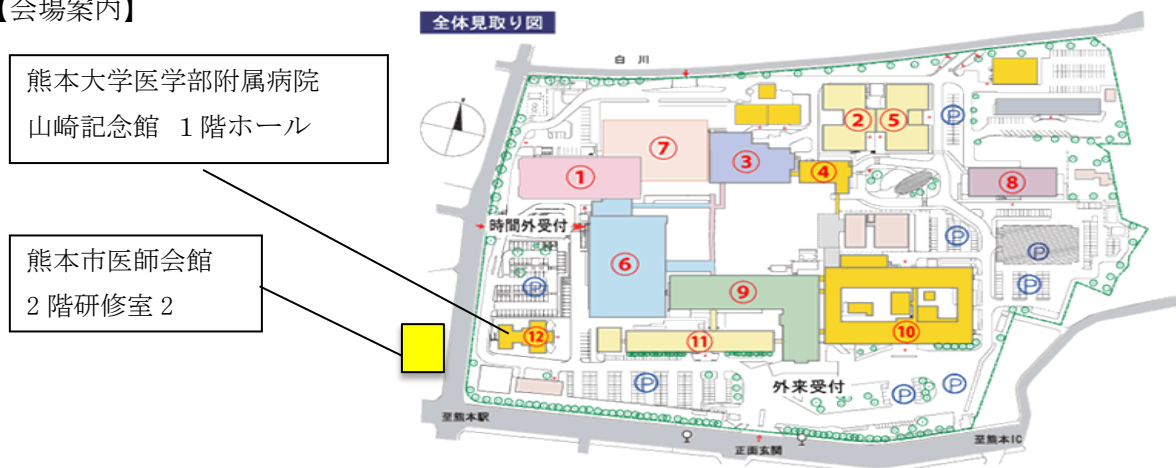 【会場案内】
全体見取り図
熊本大学医学部附属病院
山崎記念館 1階ホール
白川
② ⑤ Ⓟ
⑦ ③
① ④ ⑧
時間外受付
⑥ Ⓟ Ⓟ
熊本市医師会館
2階研修室2
Ⓟ ⑨ Ⓟ
⑫ ⑪ ⑩
Ⓟ 外来受付 Ⓟ Ⓟ
至熊本駅
正面玄関
至熊本IC